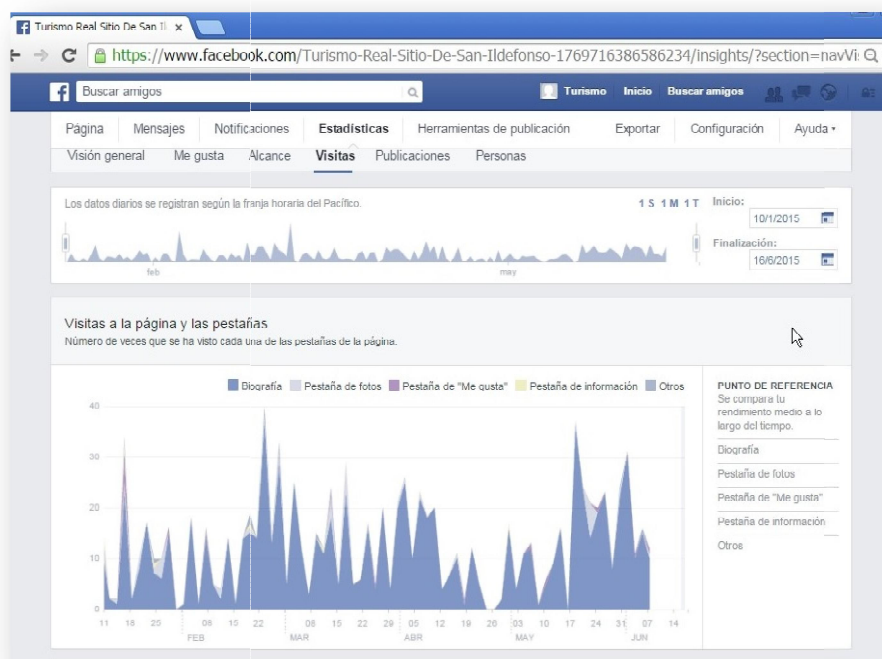 Turismo Real Sitio De San Il
https://www.facebook.com/Turismo-Real-Sitio-De-San-Ildefonso-1769716386586234/insights/?section=navVi
Buscar amigos
Turismo Inicio Buscar amigos
Página Mensajes Notificaciones Estadísticas Herramientas de publicación Exportar Configuración Ayuda
Visión general Me gusta Alcance Visitas Publicaciones Personas
Los datos diarios se registran según la franja horaria del Pacífico.
1 S 1 M 1 T
Inicio:
10/1/2015
Finalización:
16/6/2015
feb may
Visitas a la página y las pestañas
Número de veces que se ha visto cada una de las pestañas de la página.
Biografía Pestaña de fotos Pestaña de "Me gusta" Pestaña de información Otros
40
30
20
10
0
11 18 25 08 15 22 08 15 22 29 05 12 19 26 03 10 17 24 31 07 14
FEB MAR ABR MAY JUN
PUNTO DE REFERENCIA
Se compara tu
rendimiento medio a lo
largo del tiempo.
Biografía
Pestaña de fotos
Pestaña de "Me gusta"
Pestaña de información
Otros